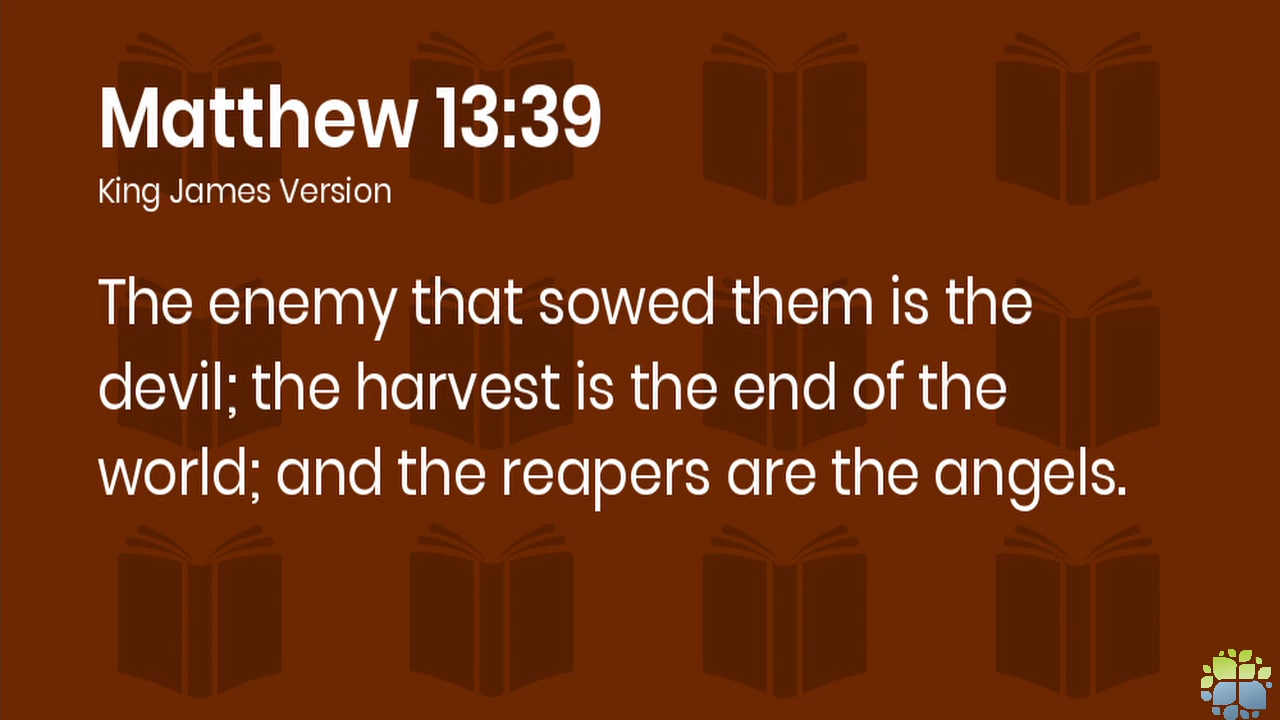 Matthew 13:39
King James Version
The enemy that sowed them is the
devil; the harvest is the end of the
world; and the reapers are the angels.